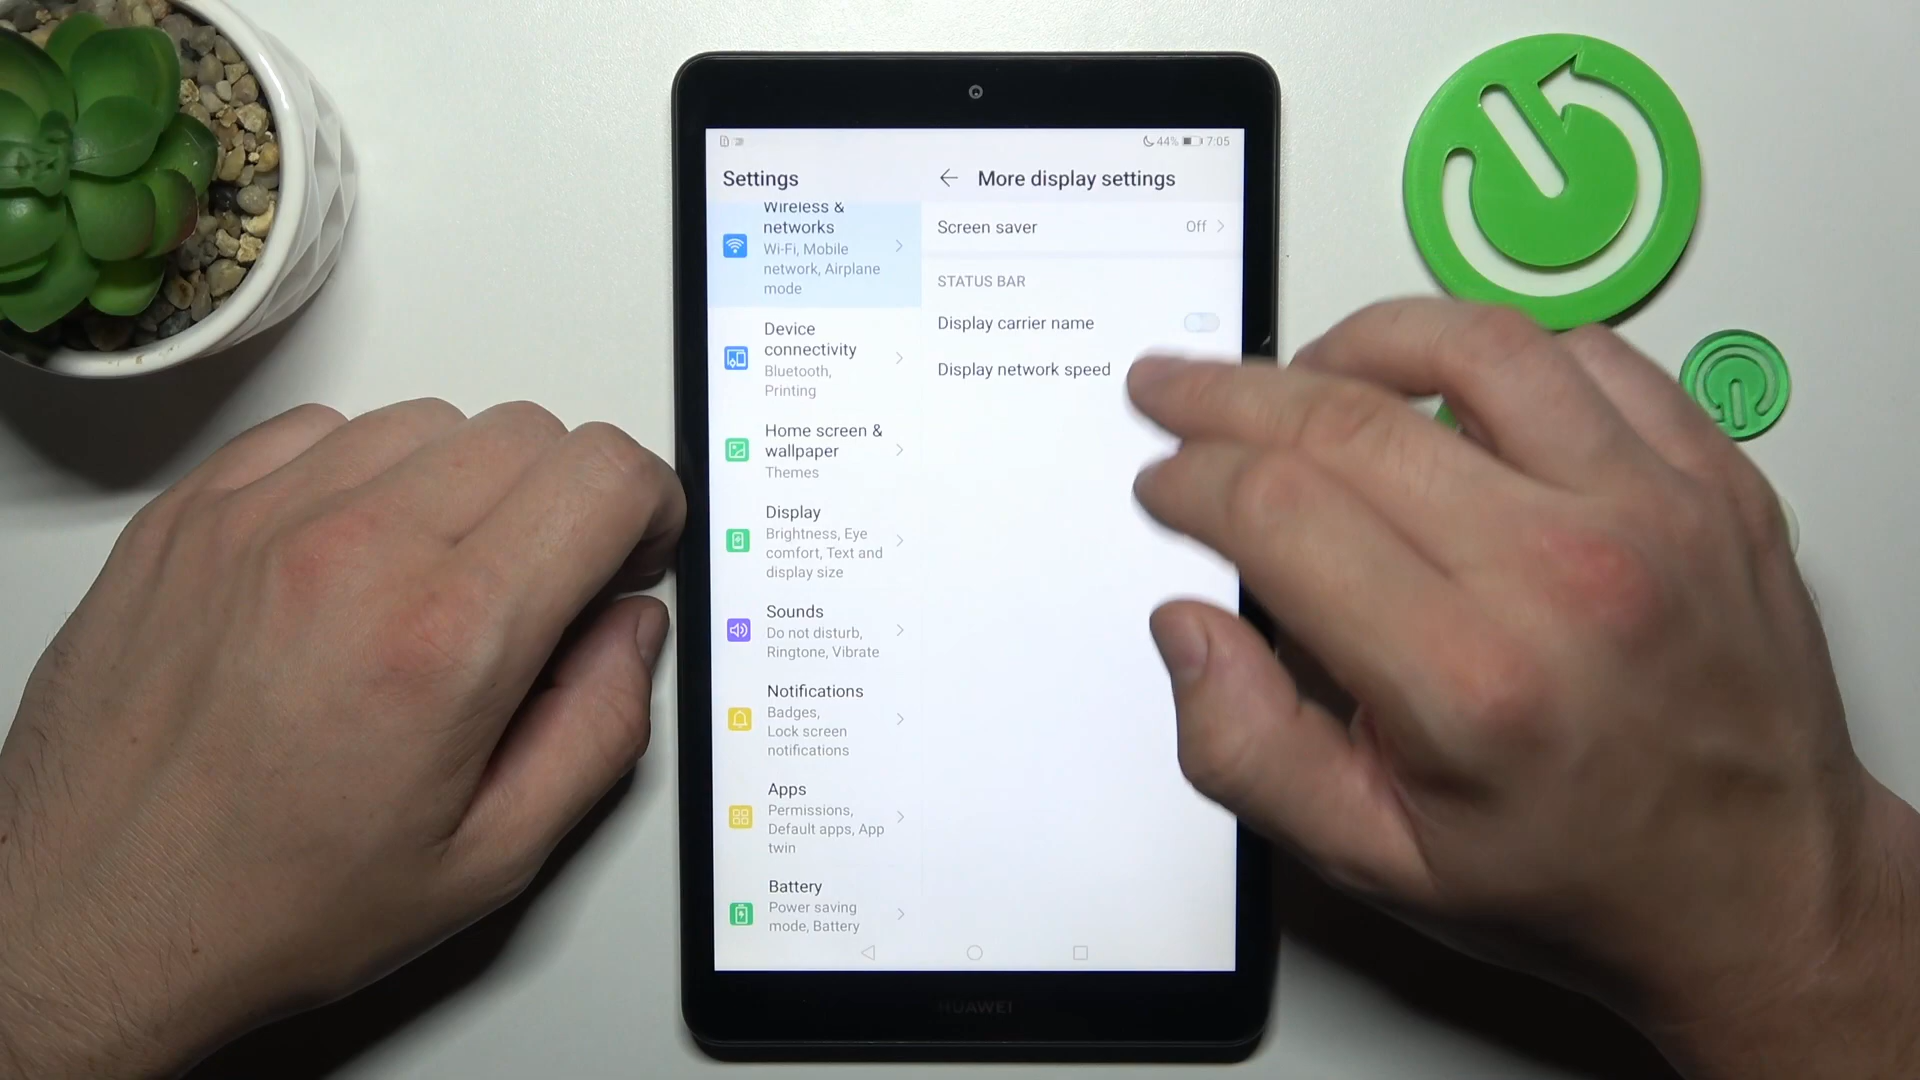 44% 7:05
Settings
More display settings
Wireless &
networks
Wi-Fi, Mobile
network, Airplane
mode
Device
connectivity
Bluetooth,
Printing
Home screen &
wallpaper
Themes
Display
Brightness, Eye
comfort, Text and
display size
Sounds
Do not disturb,
Ringtone, Vibrate
Notifications
Badges,
Lock screen
notifications
Apps
Permissions,
Default apps, App
twin
Battery
Power saving
mode, Battery
Screen saver Off
STATUS BAR
Display carrier name
Display network speed
HUAWEI